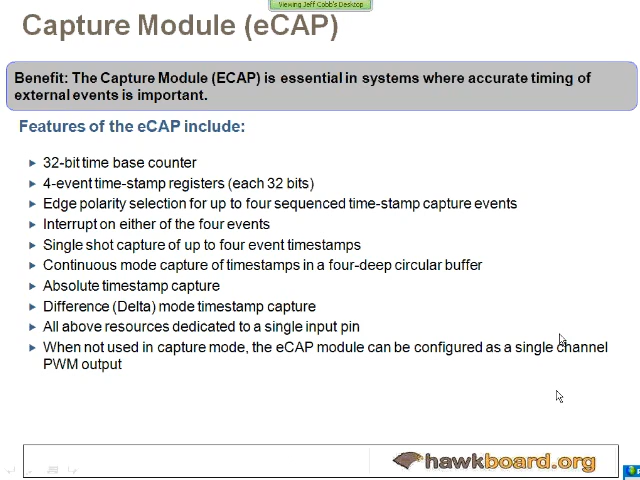 Viewing Jeff Cobb's Desktop
Capture Module (eCAP)
Benefit: The Capture Module (ECAP) is essential in systems where accurate timing of
external events is important.
Features of the eCAP include:
32-bit time base counter
4-event time-stamp registers (each 32 bits)
Edge polarity selection for up to four sequenced time-stamp capture events
Interrupt on either of the four events
Single shot capture of up to four event timestamps
Continuous mode capture of timestamps in a four-deep circular buffer
Absolute timestamp capture
Difference (Delta) mode timestamp capture
All above resources dedicated to a single input pin
When not used in capture mode, the eCAP module can be configured as a single channel
PWM output
hawkboard.org